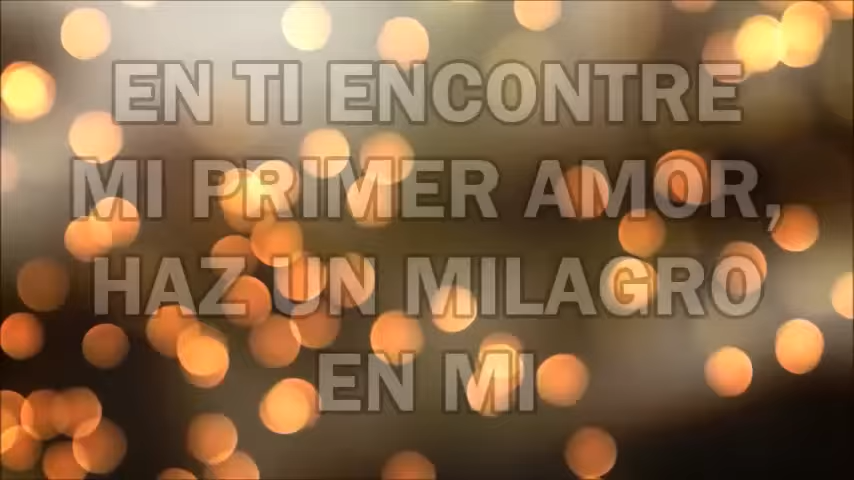 EN TI ENCONTRE
MI PRIMER AMOR,
HAZ UN MILAGRO
EN MI